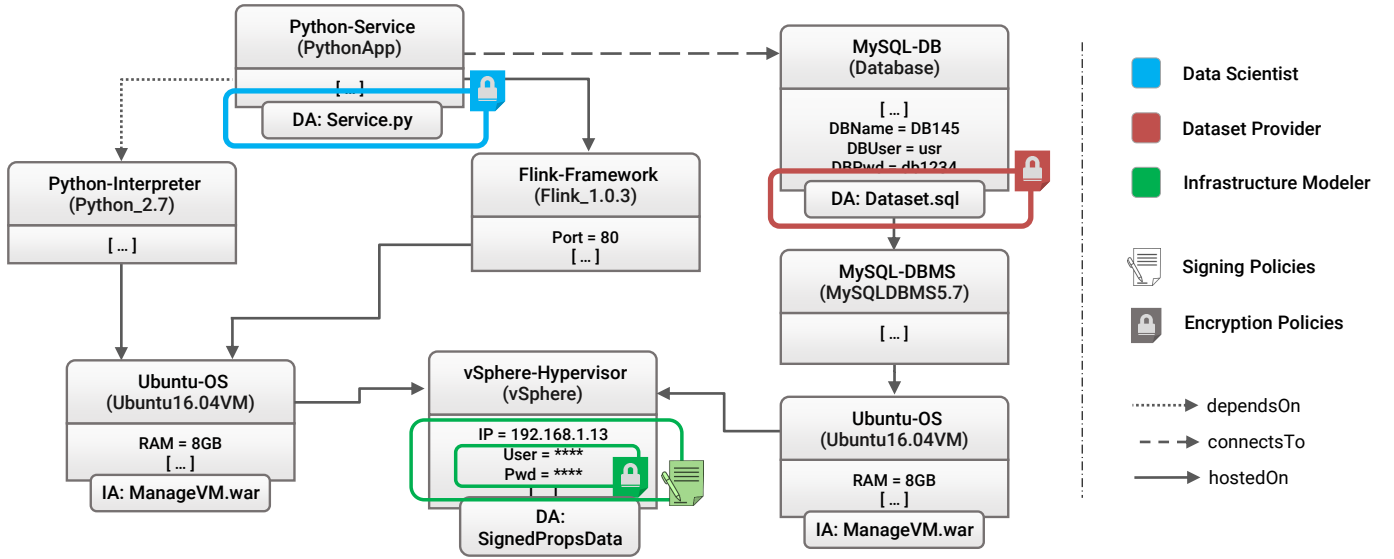 Python-Service
(PythonApp)
[ ... ]
DA: Service.py
MySQL-DB
(Database)
[ ... ]
DBName = DB145
DBUser = usr
DBPwd = db1234
DA: Dataset.sql
Python-Interpreter
(Python_2.7)
[ ... ]
Flink-Framework
(Flink_1.0.3)
Port = 80
[ ... ]
MySQL-DBMS
(MySQLDBMS5.7)
[ ... ]
Ubuntu-OS
(Ubuntu16.04VM)
RAM = 8GB
[ ... ]
IA: ManageVM.war
vSphere-Hypervisor
(vSphere)
IP = 192.168.1.13
User = ****
Pwd = ****
DA:
SignedPropsData
Ubuntu-OS
(Ubuntu16.04VM)
RAM = 8GB
[ ... ]
IA: ManageVM.war
Data Scientist
Dataset Provider
Infrastructure Modeler
Signing Policies
Encryption Policies
dependsOn
connectsTo
hostedOn